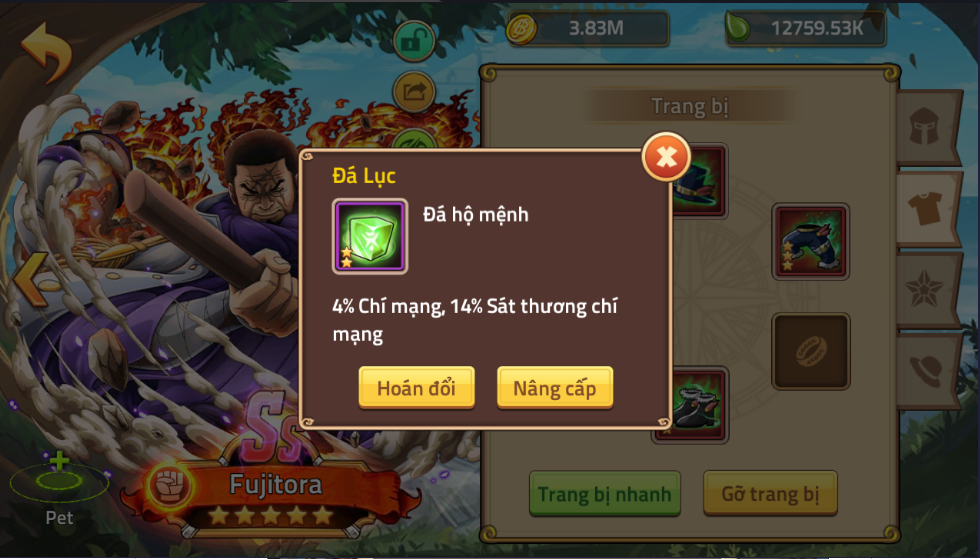 3.83M
12759.53K
Trang bị
Đá Lục
Đá hộ mệnh
4% Chí mạng, 14% Sát thương chí
mạng
Hoán đổi
Nâng cấp
Ss
Fujitora
Pet
Trang bị nhanh
Gỡ trang bị